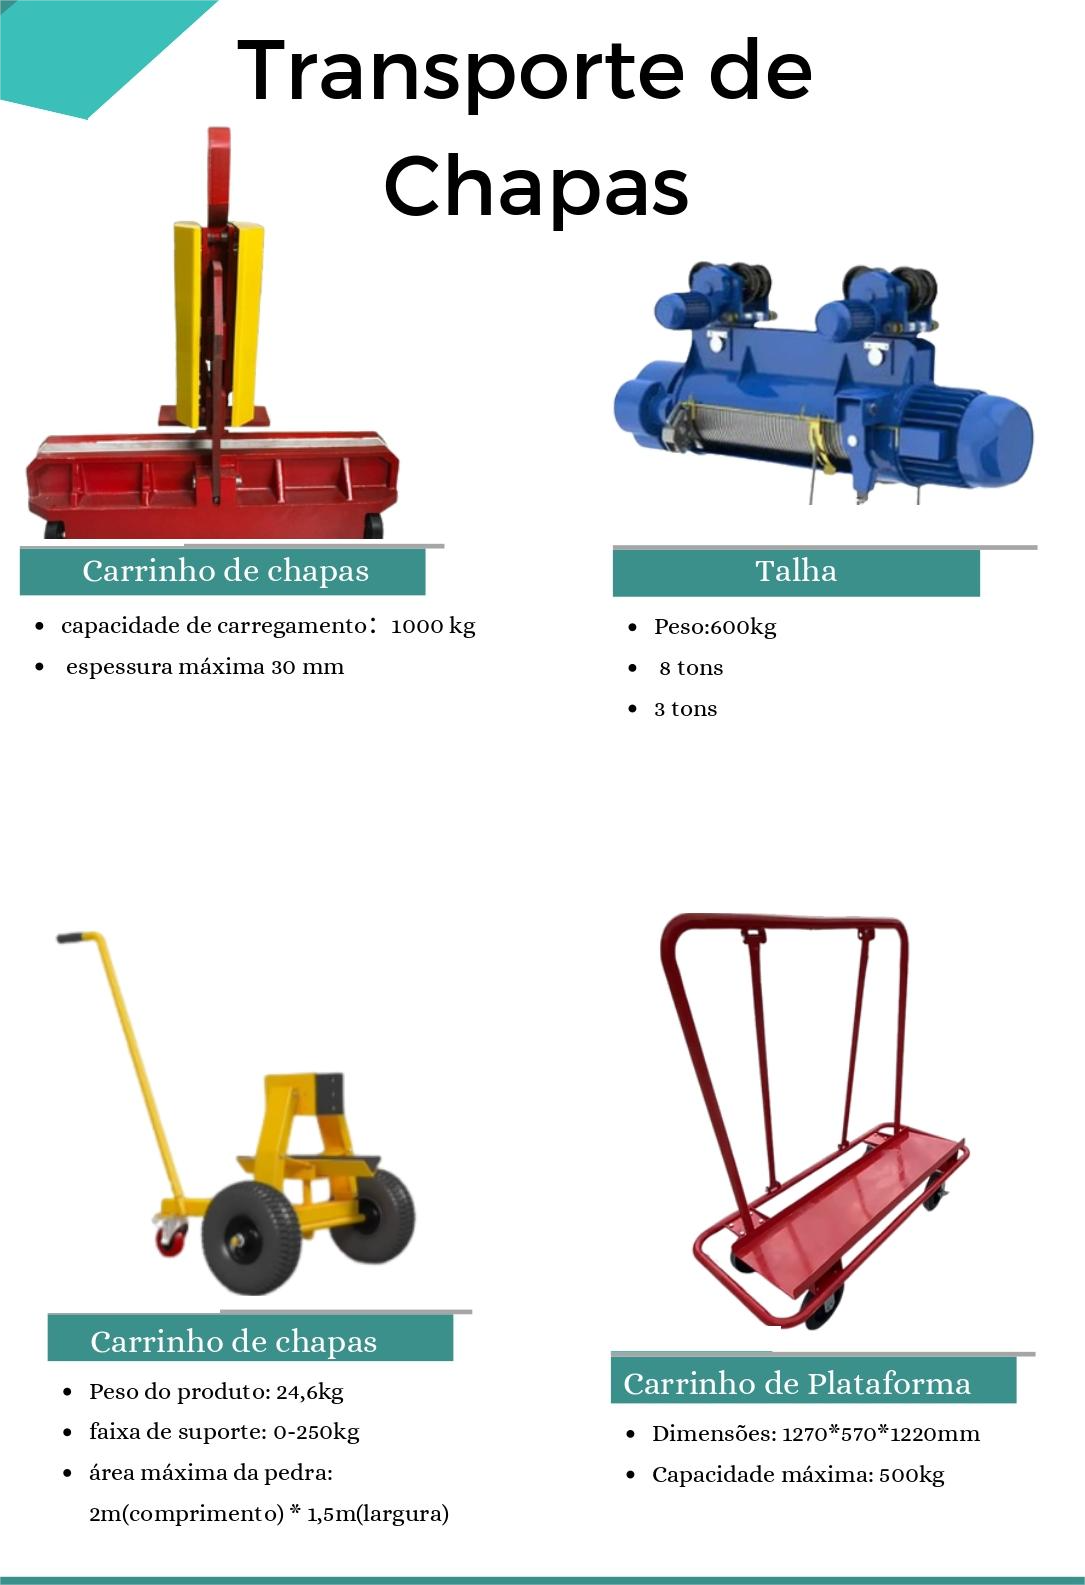 Transporte de
Chapas
Carrinho de chapas
• capacidade de carregamento：1000 kg
• espessura máxima 30 mm
Talha
• Peso:600kg
• 8 tons
• 3 tons
Carrinho de chapas
• Peso do produto: 24,6kg
• faixa de suporte: 0-250kg
• área máxima da pedra:
2m(comprimento) * 1,5m(largura)
Carrinho de Plataforma
• Dimensões: 1270*570*1220mm
• Capacidade máxima: 500kg